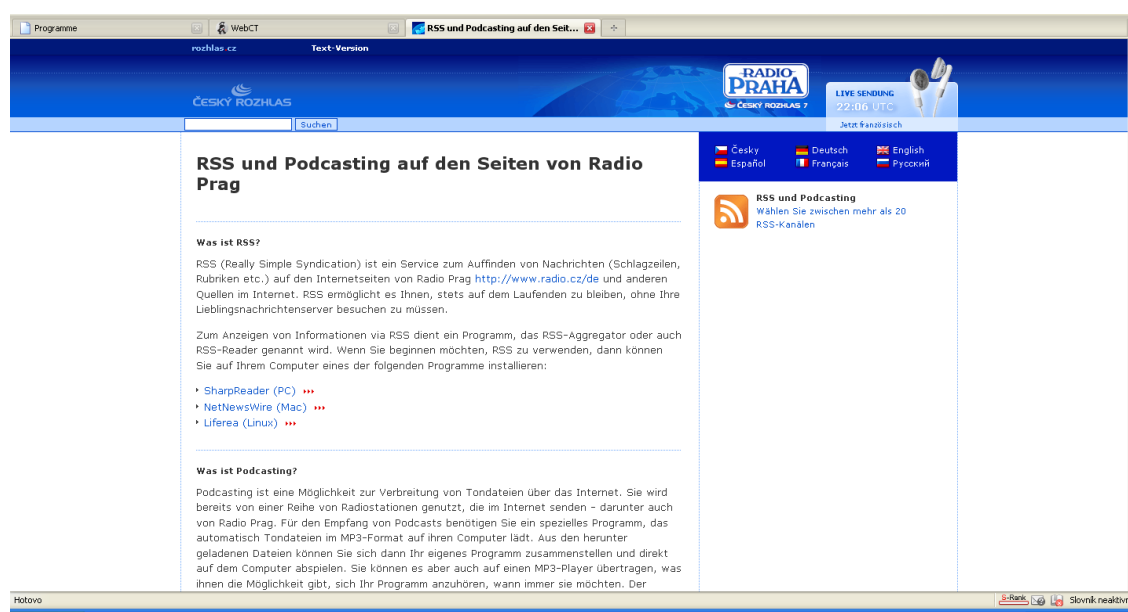 Programme
WebCT
RSS und Podcasting auf den Seit...
rozhlas.cz
Text-Version
ČESKÝ ROZHLAS
RADIO
PRAHA
ČESKÝ ROZHLAS 7
LIVE SENDUNG
22:06 UTC
Suchen
Jetzt französisch
RSS und Podcasting auf den Seiten von Radio
Prag
Česky
Deutsch
English
Español
Français
Русский
RSS und Podcasting
Wählen Sie zwischen mehr als 20
RSS-Kanälen
Was ist RSS?
RSS (Really Simple Syndication) ist ein Service zum Auffinden von Nachrichten (Schlagzeilen,
Rubriken etc.) auf den Internetseiten von Radio Prag http://www.radio.cz/de und anderen
Quellen im Internet. RSS ermöglicht es Ihnen, stets auf dem Laufenden zu bleiben, ohne Ihre
Lieblingsnachrichtenserver besuchen zu müssen.
Zum Anzeigen von Informationen via RSS dient ein Programm, das RSS-Aggregator oder auch
RSS-Reader genannt wird. Wenn Sie beginnen möchten, RSS zu verwenden, dann können
Sie auf Ihrem Computer eines der folgenden Programme installieren:
SharpReader (PC)
NetNewsWire (Mac)
Liferea (Linux)
Was ist Podcasting?
Podcasting ist eine Möglichkeit zur Verbreitung von Tondateien über das Internet. Sie wird
bereits von einer Reihe von Radiostationen genutzt, die im Internet senden – darunter auch
von Radio Prag. Für den Empfang von Podcasts benötigen Sie ein spezielles Programm, das
automatisch Tondateien im MP3-Format auf ihren Computer lädt. Aus den herunter
geladenen Dateien können Sie sich dann Ihr eigenes Programm zusammenstellen und direkt
auf dem Computer abspielen. Sie können es aber auch auf einen MP3-Player übertragen, was
ihnen die Möglichkeit gibt, sich Ihr Programm anzuhören, wann immer sie möchten. Der
Hotovo
S-Rank
Slovník neaktivn